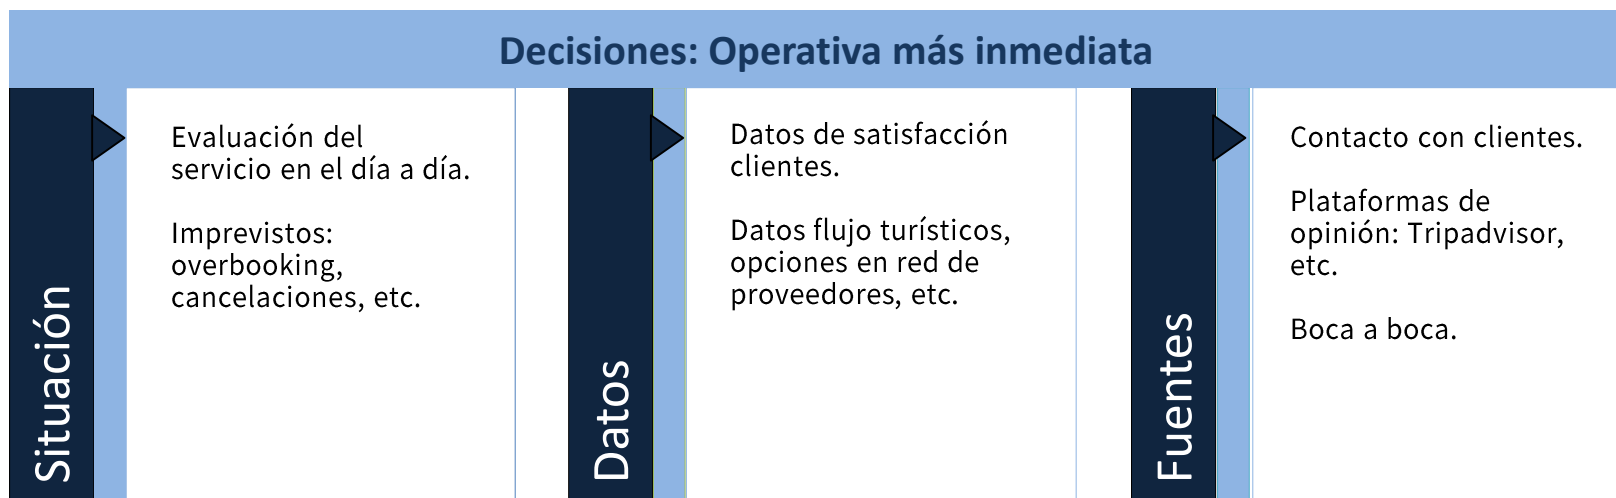 Decisiones: Operativa más inmediata
Situación
Evaluación del
servicio en el día a día.
Imprevistos:
overbooking,
cancelaciones, etc.
Datos
Datos de satisfacción
clientes.
Datos flujo turísticos,
opciones en red de
proveedores, etc.
Fuentes
Contacto con clientes.
Plataformas de
opinión: Tripadvisor,
etc.
Boca a boca.